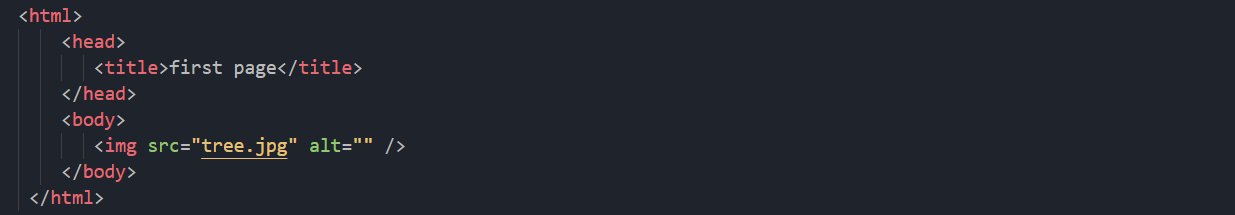 <html>
<head>
<title>first page</title>
</head>
<body>
<img src="tree.jpg" alt="" />
</body>
</html>